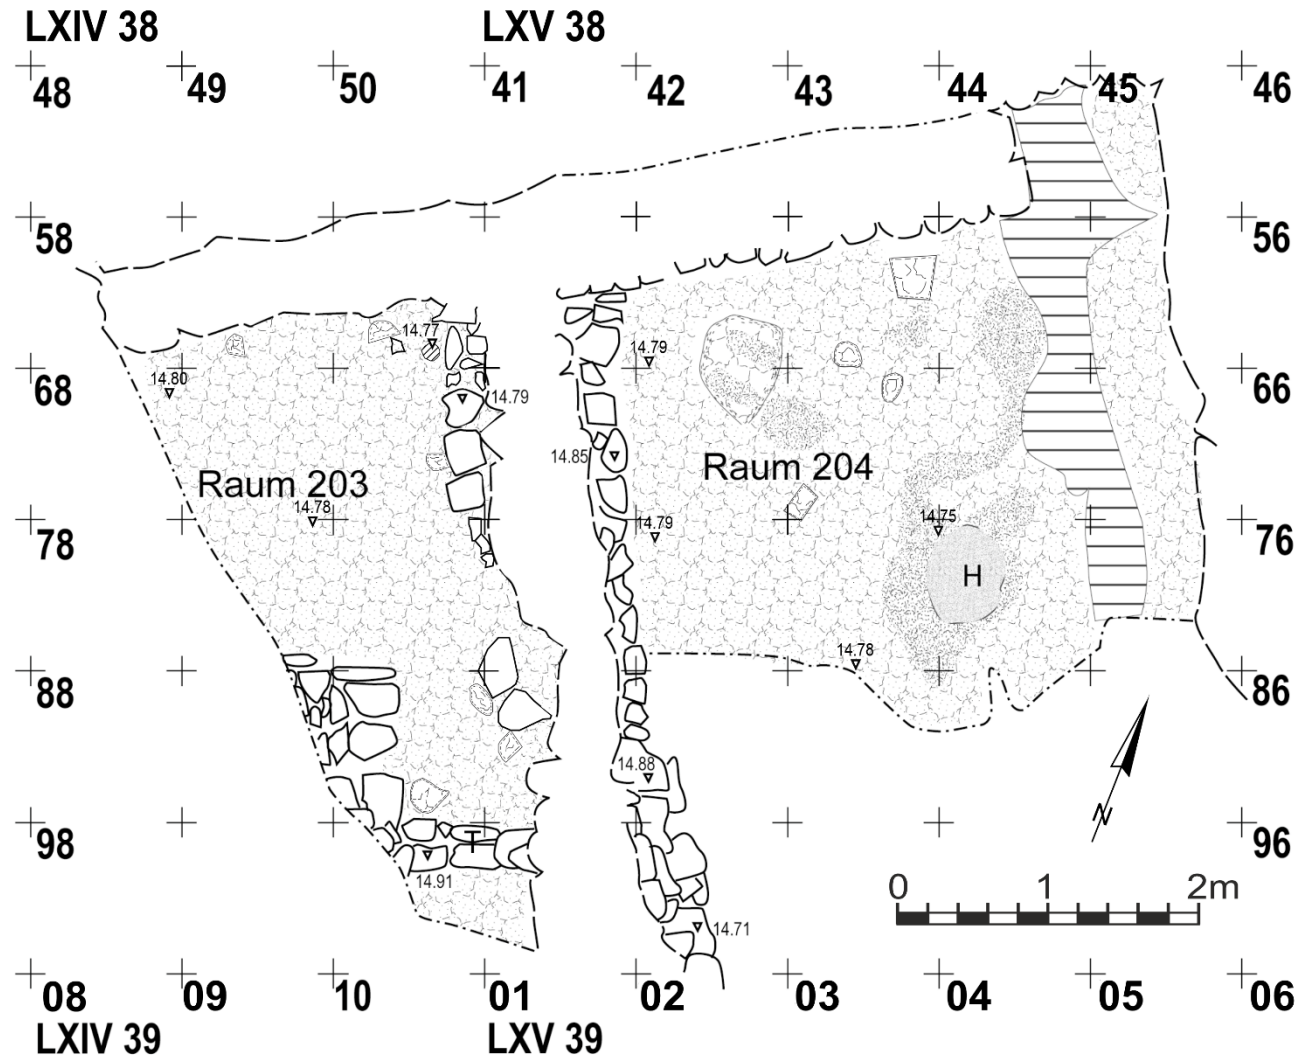 LXIV 38 LXV 38
48 49 50 41 42 43 44 45 46
58 56
14.77
14.79
68 14.80 66
14.79
14.85
Raum 203 Raum 204
14.78 14.79 14.75
78 76
H
14.78
88 86
14.88
98 T 96
14.91
N
0 1 2m
14.71
08 09 10 01 02 03 04 05 06
LXIV 39 LXV 39